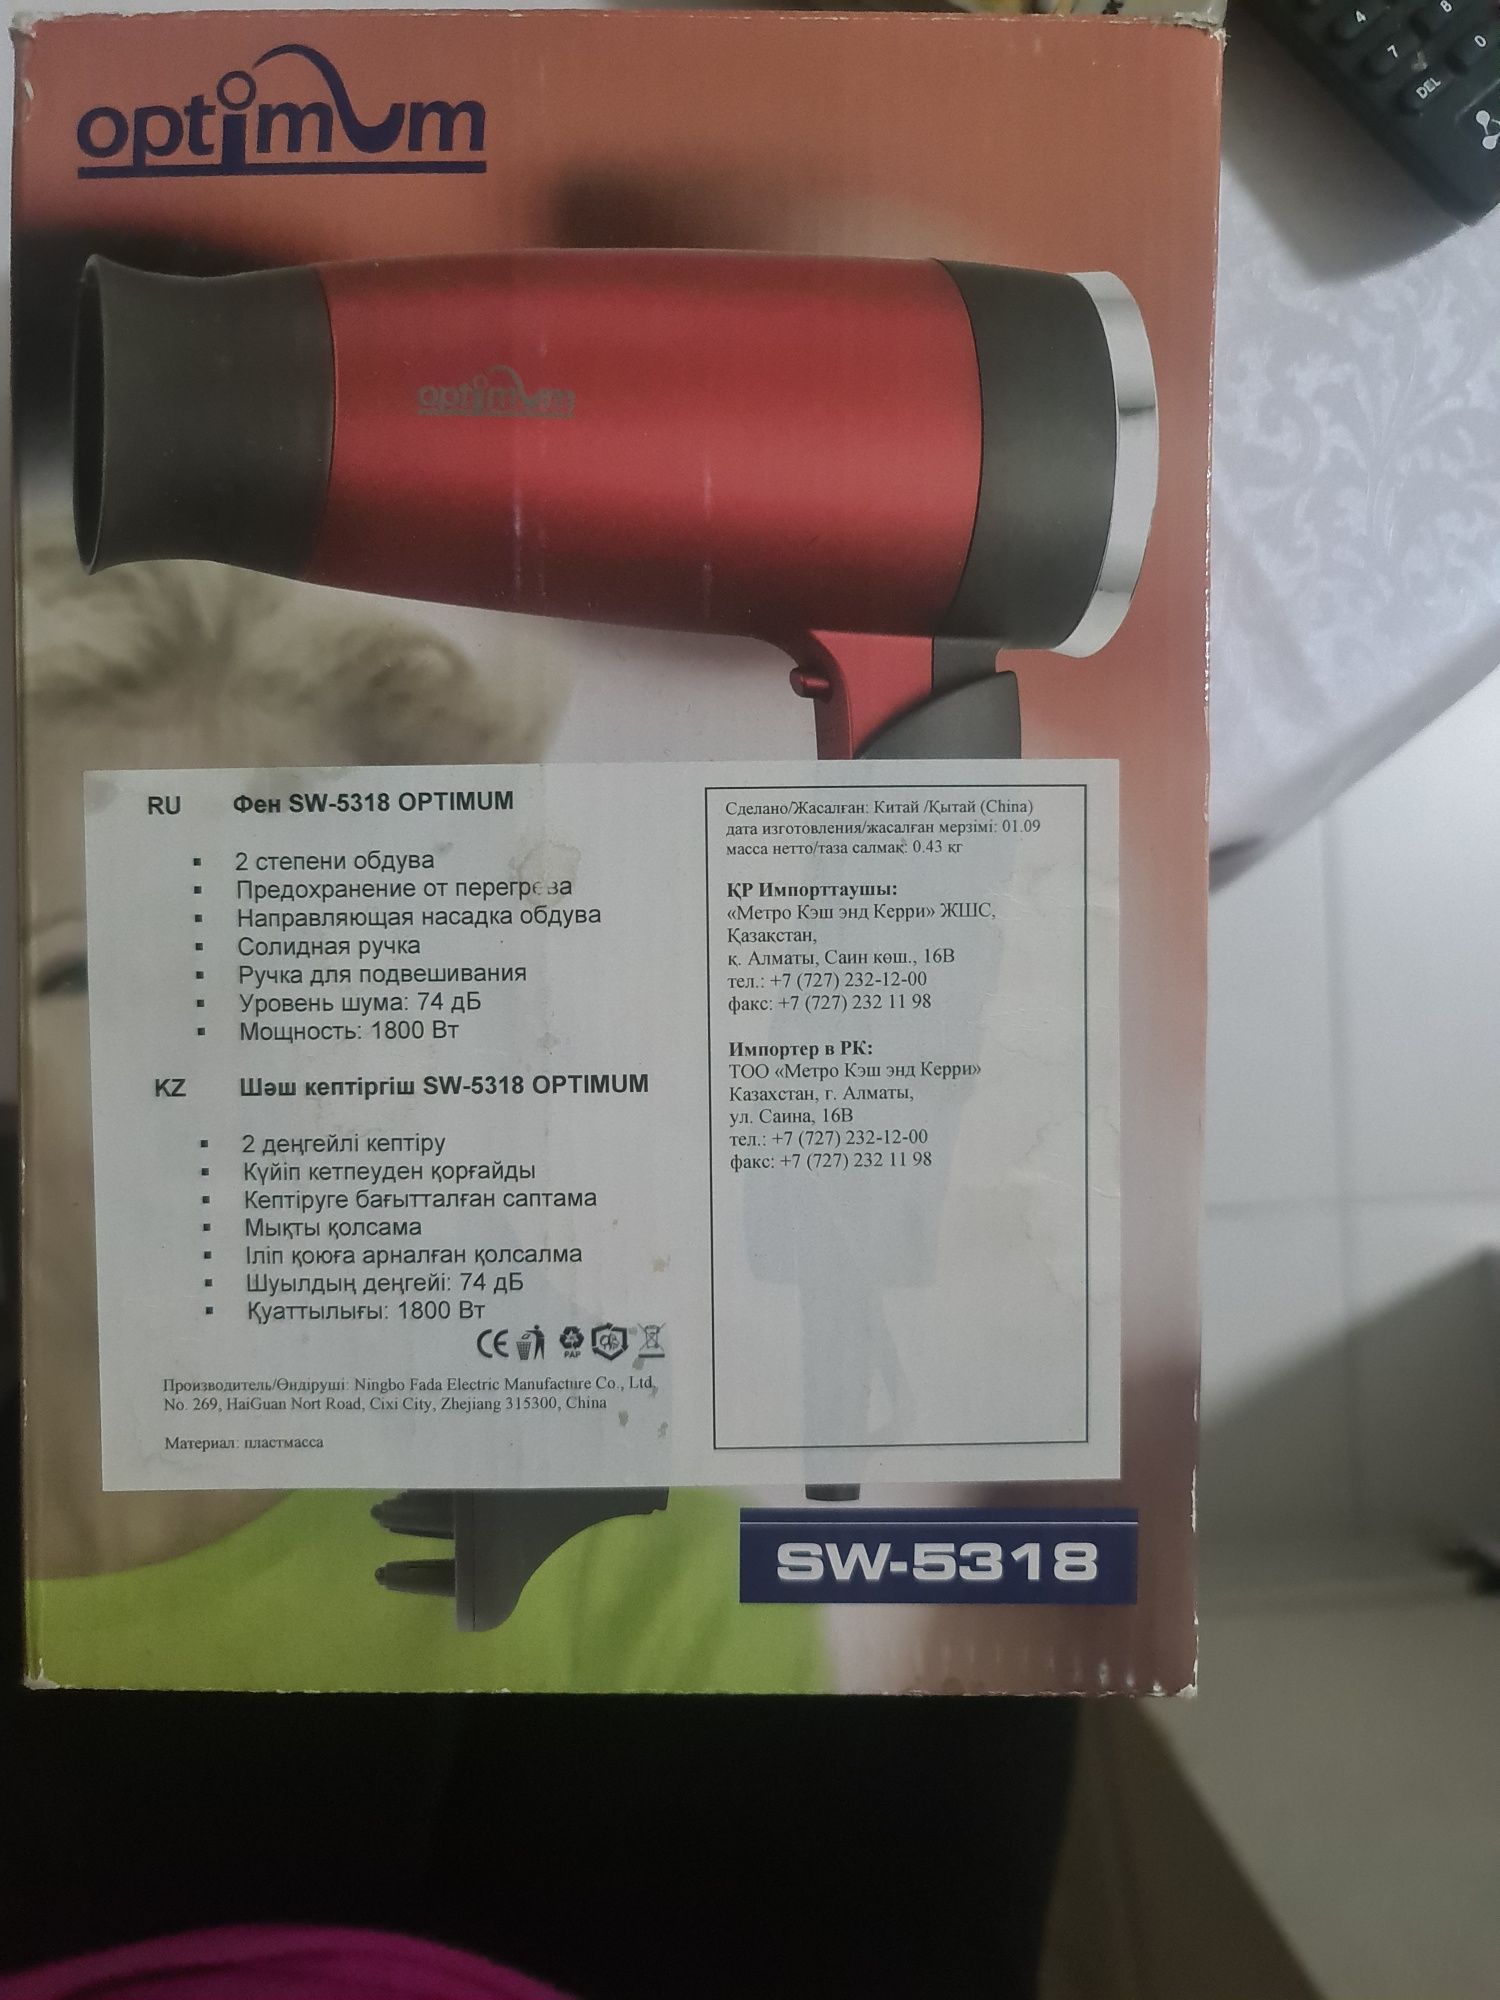 optimum
optimum
RU Фен SW-5318 OPTIMUM
▪ 2 степени обдува
▪ Предохранение от перегрева
▪ Направляющая насадка обдува
▪ Солидная ручка
▪ Ручка для подвешивания
▪ Уровень шума: 74 дБ
▪ Мощность: 1800 Вт
KZ Шәш кептіргіш SW-5318 OPTIMUM
▪ 2 деңгейлі кептіру
▪ Күйіп кетпеуден қорғайды
▪ Кептіруге бағытталған саптама
▪ Мықты қолсама
▪ Іліп қоюға арналған қолсалма
▪ Шуылдың деңгейі: 74 дБ
▪ Қуаттылығы: 1800 Вт
CE
PAP
Производитель/Өндіруші: Ningbo Fada Electric Manufacture Co., Ltd,
No. 269, HaiGuan Nort Road, Cixi City, Zhejiang 315300, China
Материал: пластмасса
Сделано/Жасалған: Китай /Қытай (China)
дата изготовления/жасалған мерзімі: 01.09
масса нетто/таза салмақ: 0.43 кг
ҚР Импорттаушы:
«Метро Кэш энд Керри» ЖШС,
Қазақстан,
қ. Алматы, Саин көш., 16В
тел.: +7 (727) 232-12-00
факс: +7 (727) 232 11 98
Импортер в РК:
ТОО «Метро Кэш энд Керри»
Казахстан, г. Алматы,
ул. Саина, 16В
тел.: +7 (727) 232-12-00
факс: +7 (727) 232 11 98
SW-5318
4
8
7
0
DEL